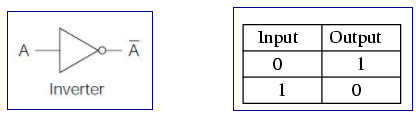 A A̅
Inverter
Input Output
0 1
1 0